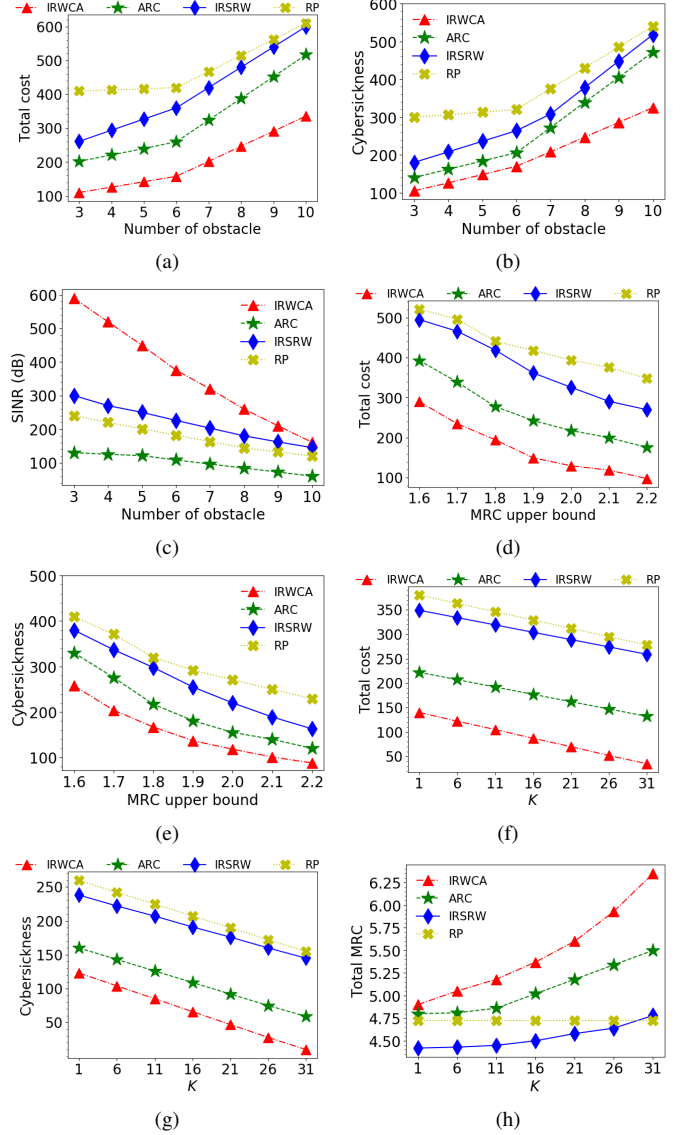 IRWCA ARC IRSRW RP
600
500
400
300
200
100
Total cost
3 4 5 6 7 8 9 10
Number of obstacle
(a)
600
500
400
300
200
100
Cybersickness
IRWCA
ARC
IRSRW
RP
3 4 5 6 7 8 9 10
Number of obstacle
(b)
600
500
400
300
200
100
SINR (dB)
IRWCA
ARC
IRSRW
RP
3 4 5 6 7 8 9 10
Number of obstacle
(c)
IRWCA ARC IRSRW RP
500
400
300
200
100
Total cost
1.6 1.7 1.8 1.9 2.0 2.1 2.2
MRC upper bound
(d)
500
400
300
200
100
Cybersickness
IRWCA
ARC
IRSRW
RP
1.6 1.7 1.8 1.9 2.0 2.1 2.2
MRC upper bound
(e)
IRWCA ARC IRSRW RP
350
300
250
200
150
100
50
Total cost
1 6 11 16 21 26 31
K
(f)
IRWCA ARC IRSRW RP
250
200
150
100
50
Cybersickness
1 6 11 16 21 26 31
K
(g)
6.25
6.00
5.75
5.50
5.25
5.00
4.75
4.50
Total MRC
IRWCA
ARC
IRSRW
RP
1 6 11 16 21 26 31
K
(h)